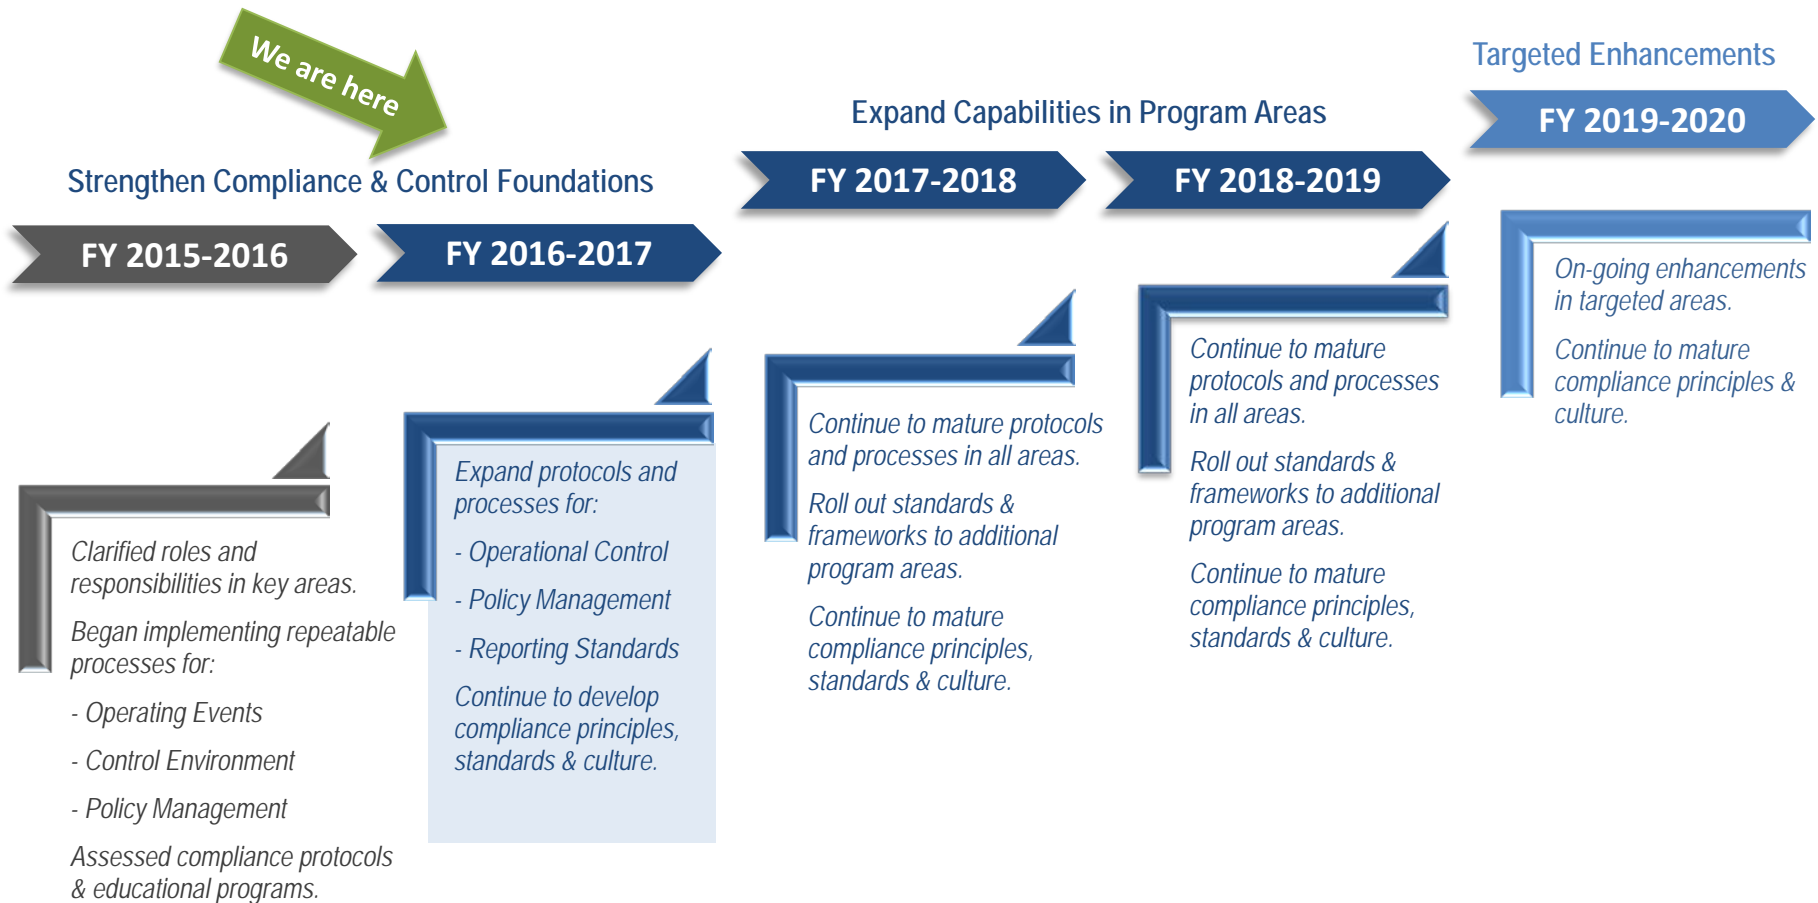 We are here
Strengthen Compliance & Control Foundations
FY 2015-2016
Clarified roles and
responsibilities in key areas.
Began implementing repeatable
processes for:
- Operating Events
- Control Environment
- Policy Management
Assessed compliance protocols
& educational programs.
FY 2016-2017
Expand protocols and
processes for:
- Operational Control
- Policy Management
- Reporting Standards
Continue to develop
compliance principles,
standards & culture.
Expand Capabilities in Program Areas
FY 2017-2018
Continue to mature protocols
and processes in all areas.
Roll out standards &
frameworks to additional
program areas.
Continue to mature
compliance principles,
standards & culture.
FY 2018-2019
Continue to mature
protocols and processes
in all areas.
Roll out standards &
frameworks to additional
program areas.
Continue to mature
compliance principles,
standards & culture.
Targeted Enhancements
FY 2019-2020
On-going enhancements
in targeted areas.
Continue to mature
compliance principles &
culture.